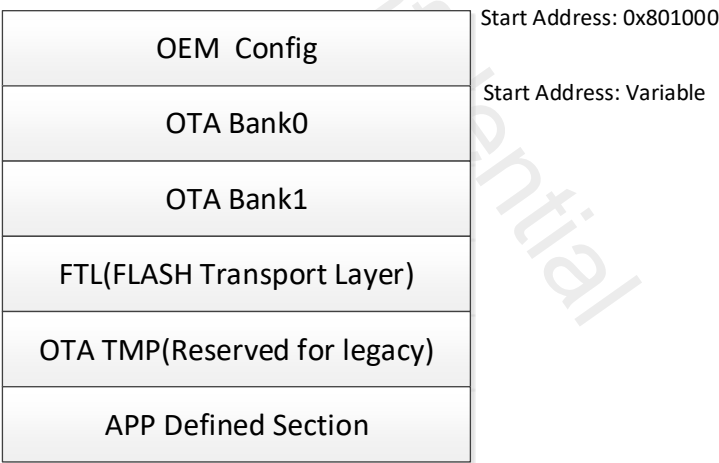 Start Address: 0x801000
OEM Config
Start Address: Variable
OTA Bank0
OTA Bank1
FTL(FLASH Transport Layer)
OTA TMP(Reserved for legacy)
APP Defined Section